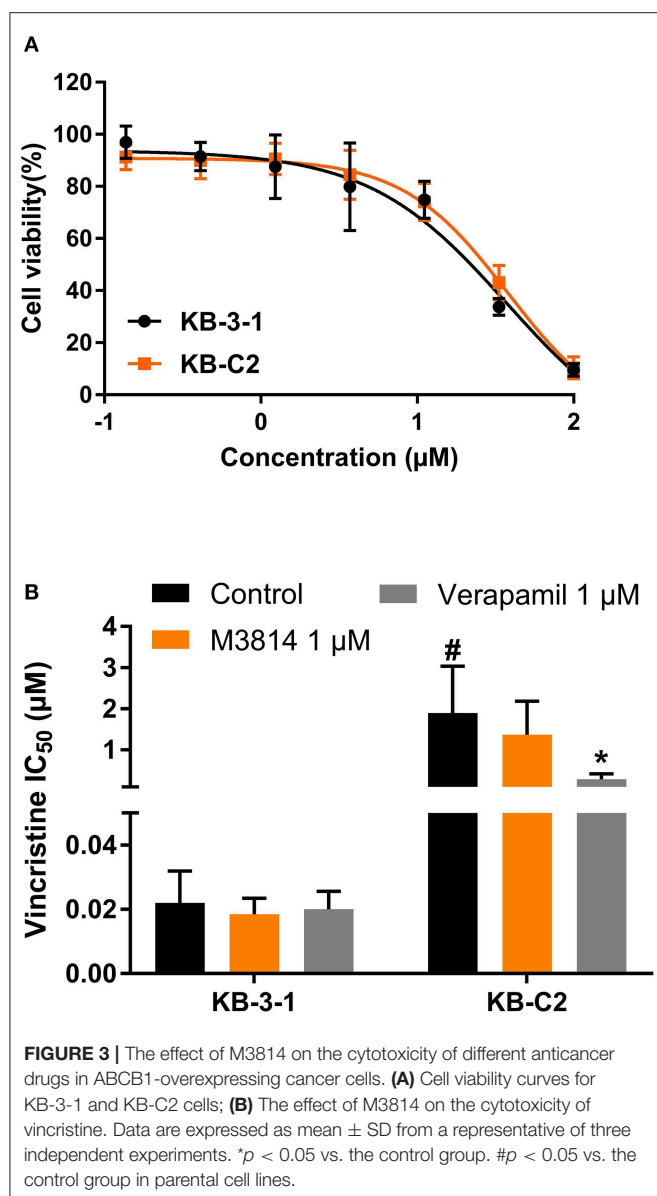 A
120
100
80
60
40
20
0
Cell viability(%)
KB-3-1
KB-C2
-1 0 1 2
Concentration (µM)
B
Control Verapamil 1 µM
M3814 1 µM
4
3
2
1
0.04
0.02
0.00
Vincristine IC50 (µM)
#
*
KB-3-1 KB-C2
FIGURE 3 | The effect of M3814 on the cytotoxicity of different anticancer
drugs in ABCB1-overexpressing cancer cells. (A) Cell viability curves for
KB-3-1 and KB-C2 cells; (B) The effect of M3814 on the cytotoxicity of
vincristine. Data are expressed as mean ± SD from a representative of three
independent experiments. *p < 0.05 vs. the control group. #p < 0.05 vs. the
control group in parental cell lines.